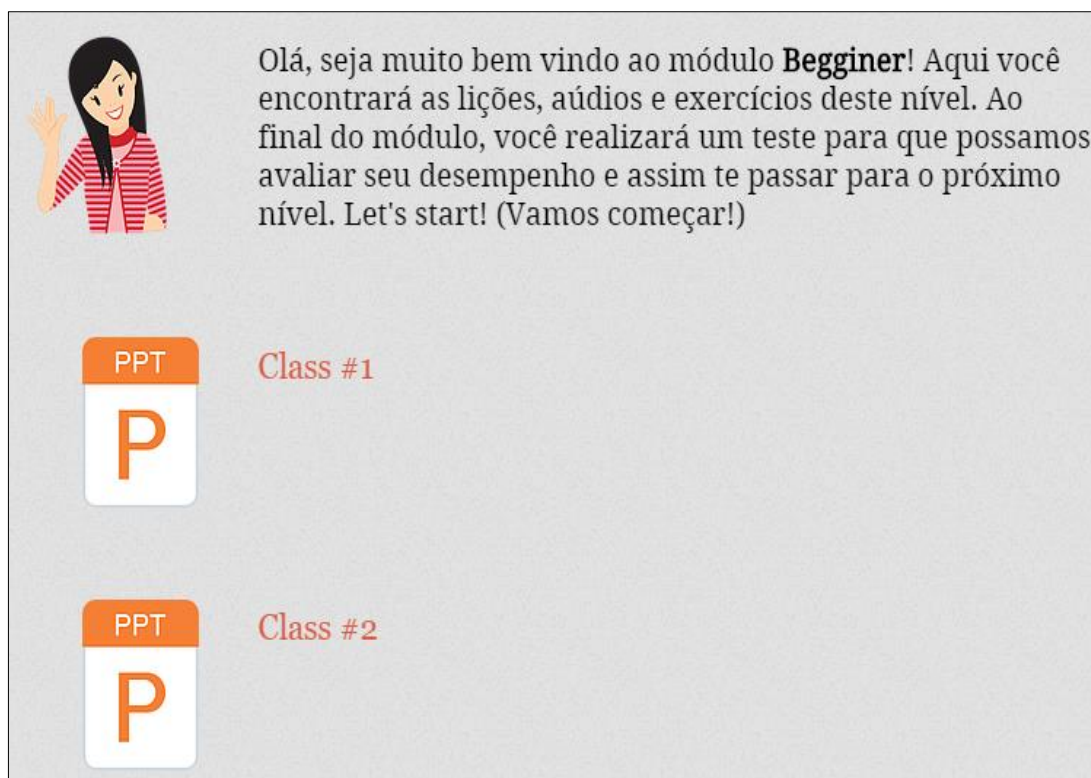 Olá, seja muito bem vindo ao módulo Begginer! Aqui você
encontrará as lições, aúdios e exercícios deste nível. Ao
final do módulo, você realizará um teste para que possamos
avaliar seu desempenho e assim te passar para o próximo
nível. Let's start! (Vamos começar!)
PPT
P
Class #1
PPT
P
Class #2